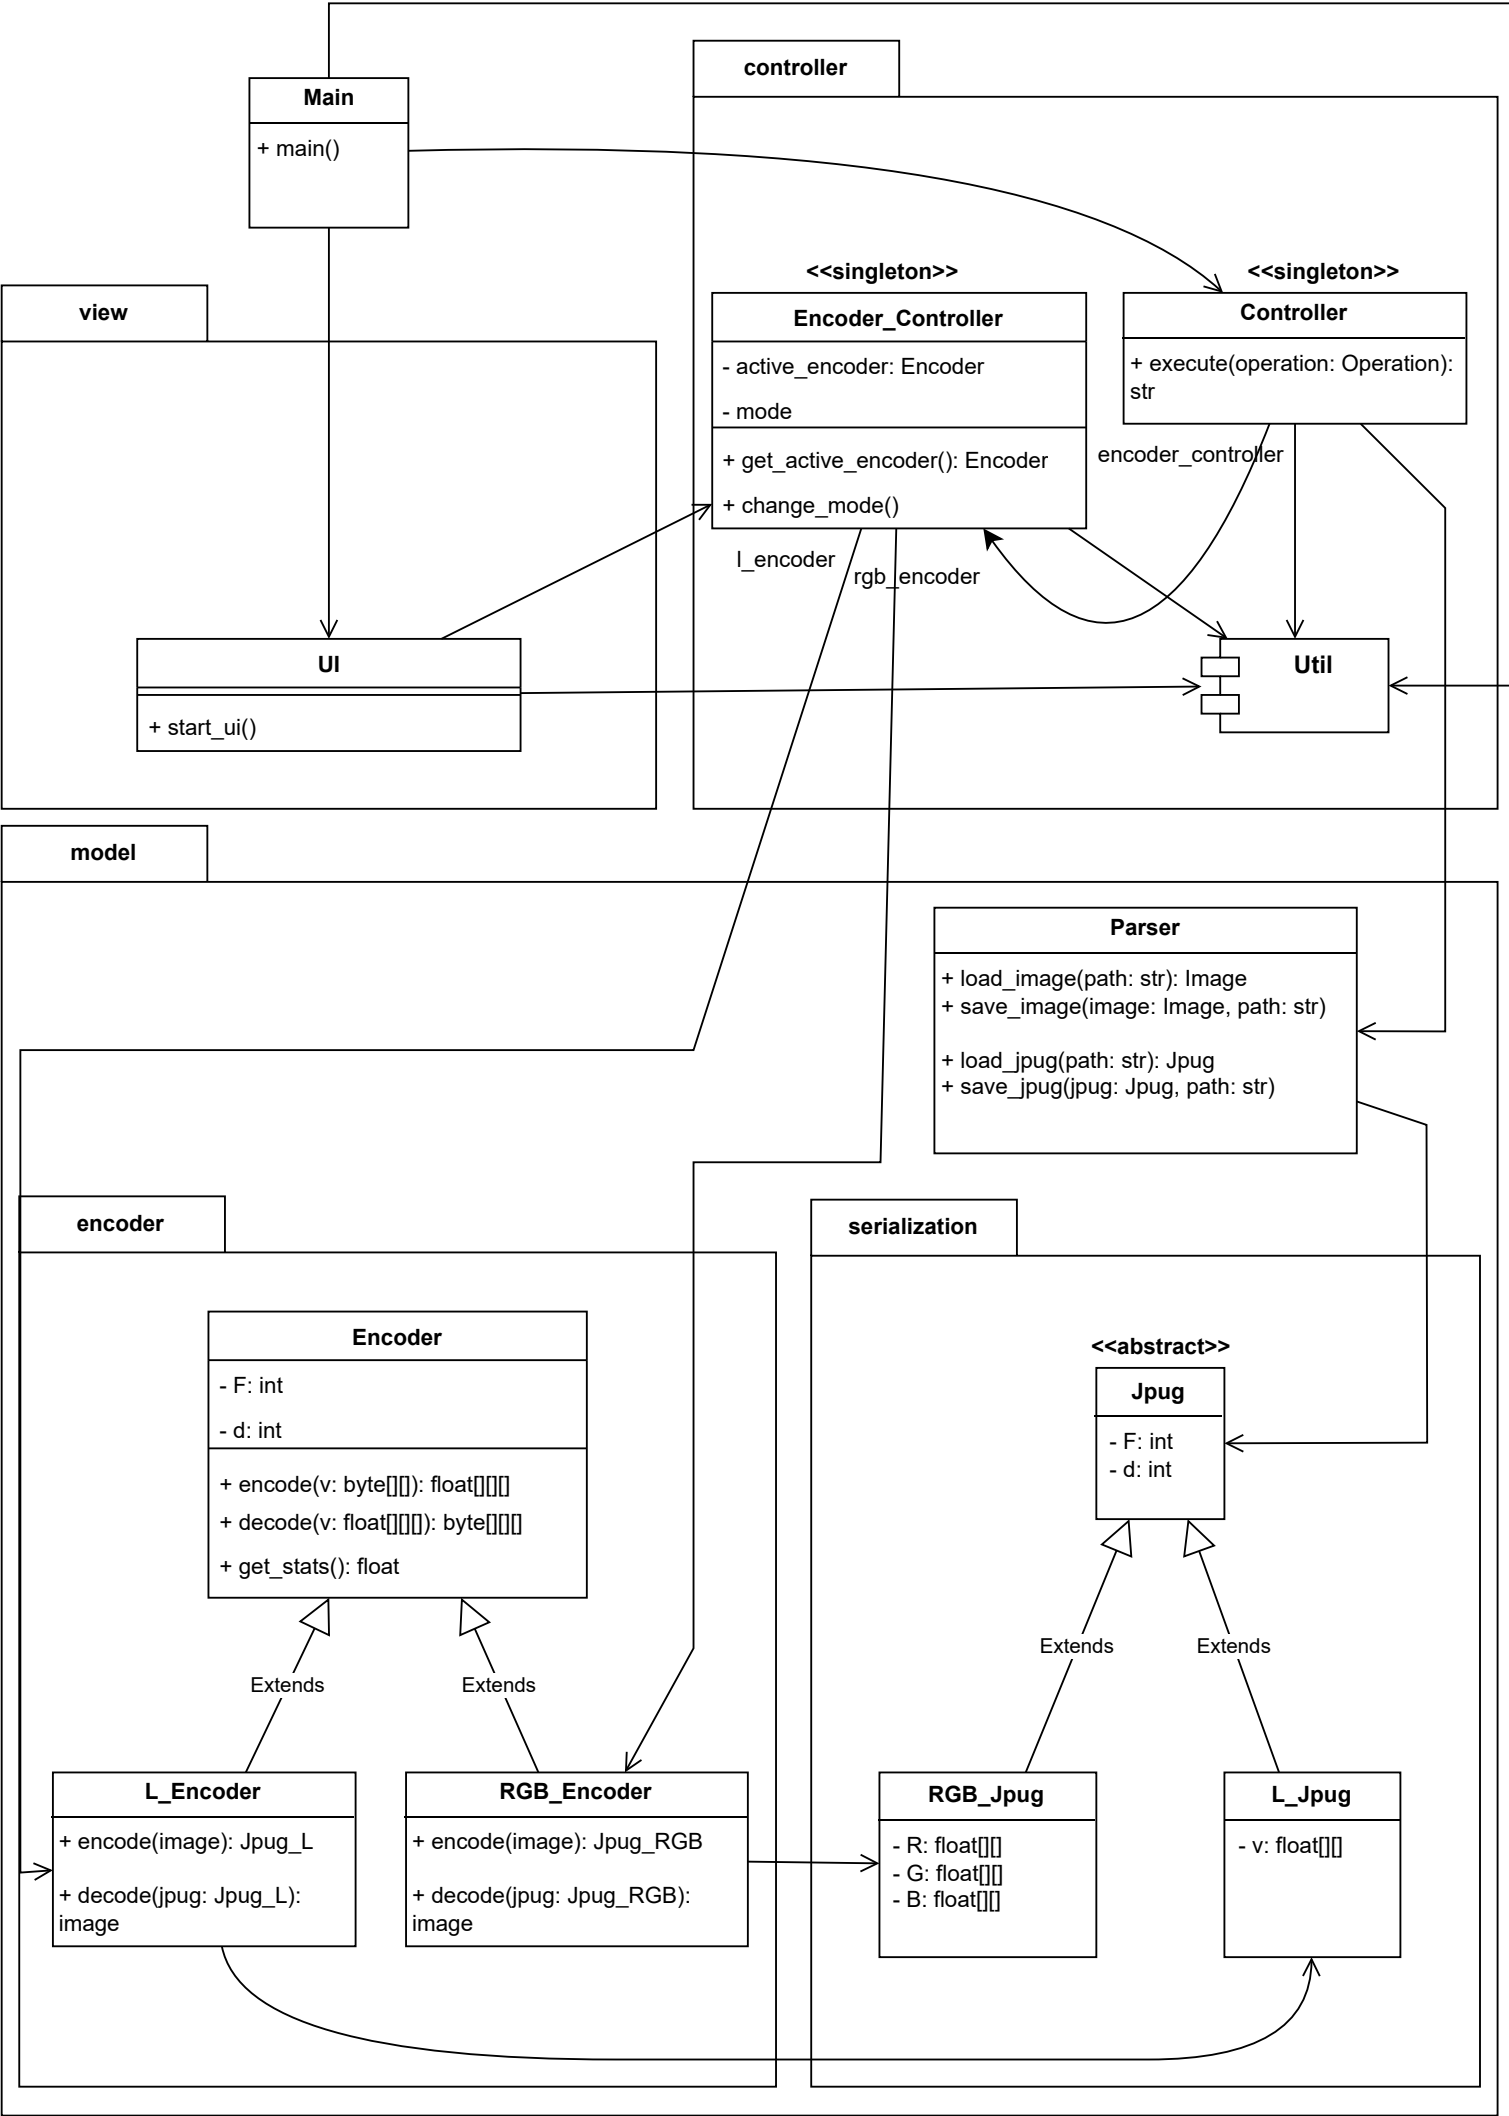 controller
Main
+ main()
<<singleton>>
<<singleton>>
view
Encoder_Controller
Controller
- active_encoder: Encoder
+ execute(operation: Operation):
str
- mode
encoder_controller
+ get_active_encoder(): Encoder
+ change_mode()
l_encoder
rgb_encoder
UI
Util
+ start_ui()
model
Parser
+ load_image(path: str): Image
+ save_image(image: Image, path: str)
+ load_jpug(path: str): Jpug
+ save_jpug(jpug: Jpug, path: str)
encoder
serialization
Encoder
<<abstract>>
- F: int
Jpug
- d: int
- F: int
- d: int
+ encode(v: byte[][]): float[][][]
+ decode(v: float[][][]): byte[][][]
+ get_stats(): float
Extends
Extends
Extends
Extends
L_Encoder
RGB_Encoder
RGB_Jpug
L_Jpug
+ encode(image): Jpug_L
+ decode(jpug: Jpug_L):
image
+ encode(image): Jpug_RGB
+ decode(jpug: Jpug_RGB):
image
- R: float[][]
- G: float[][]
- B: float[][]
- v: float[][]